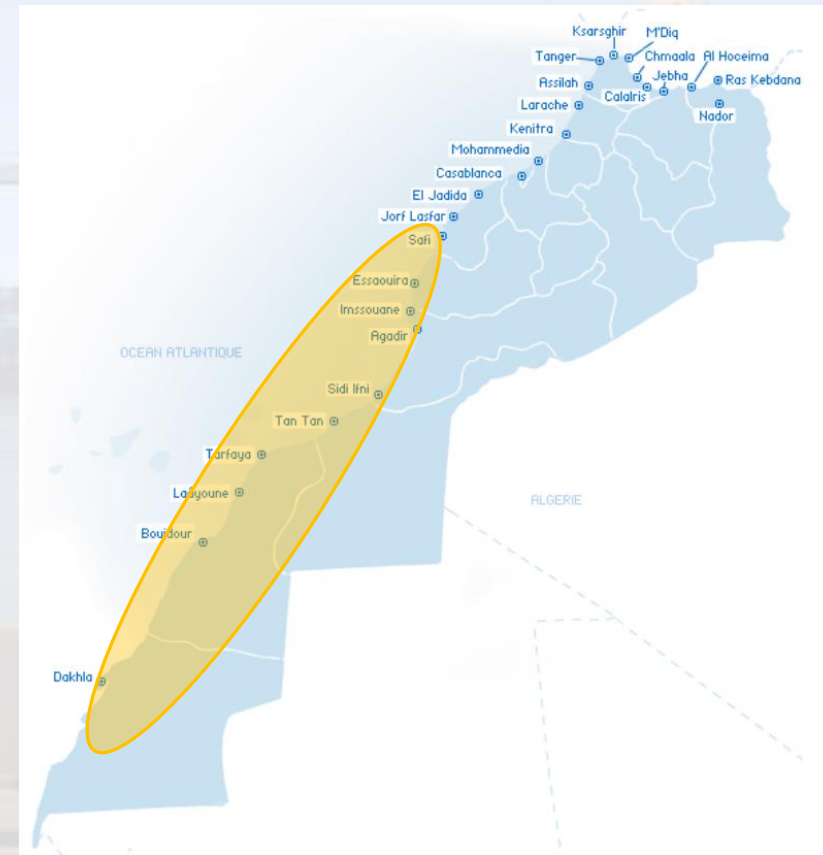 Ksarsghir
M'Diq
Tanger
Chmaala
Al Hoceima
Jebha
Ras Kebdana
Assilah
Calalris
Larache
Nador
Kenitra
Mohammedia
Casablanca
El Jadida
Jorf Lasfar
Safi
Essaouira
Imssouane
Agadir
OCEAN ATLANTIQUE
Sidi Ifni
Tan Tan
Tarfaya
Laâyoune
ALGERIE
Boujdour
Dakhla